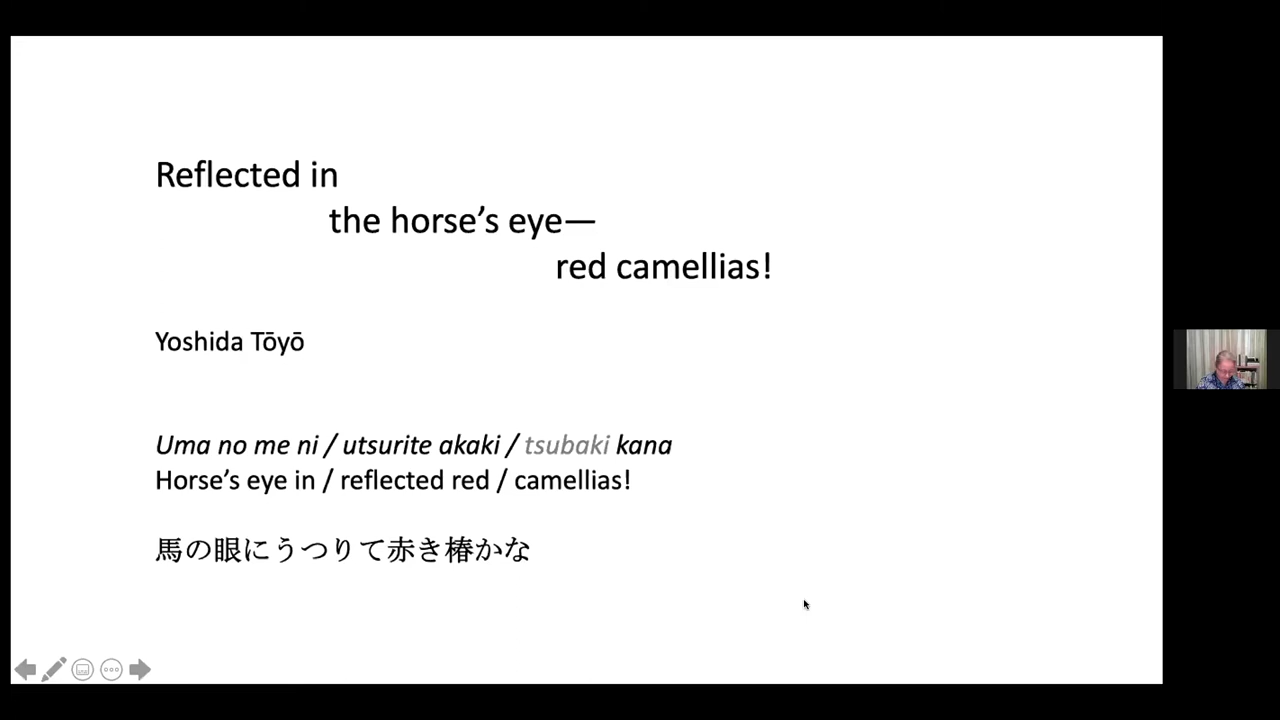 Reflected in
the horse’s eye—
red camellias!
Yoshida Tōyō
Uma no me ni / utsurite akaki / tsubaki kana
Horse’s eye in / reflected red / camellias!
馬の眼にうつりて赤き椿かな